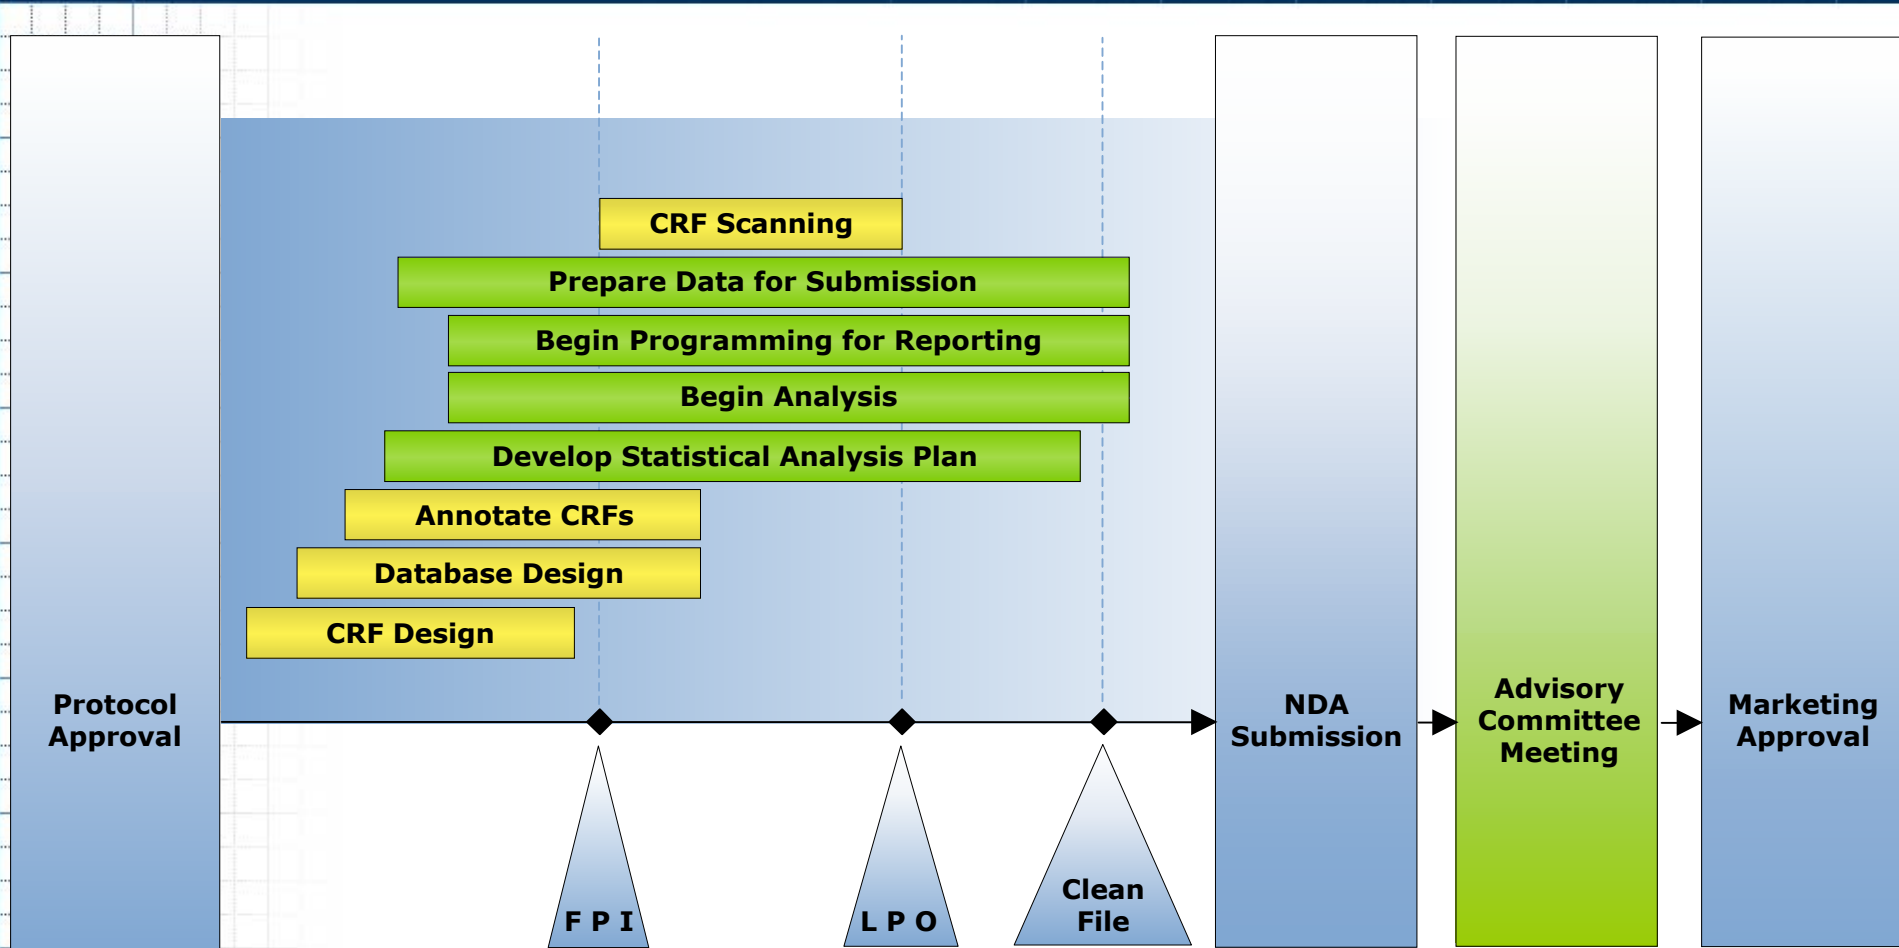 CRF Scanning
Prepare Data for Submission
Begin Programming for Reporting
Begin Analysis
Develop Statistical Analysis Plan
Annotate CRFs
Database Design
CRF Design
Protocol
Approval
NDA
Submission
Advisory
Committee
Meeting
Marketing
Approval
F P I
L P O
Clean
File